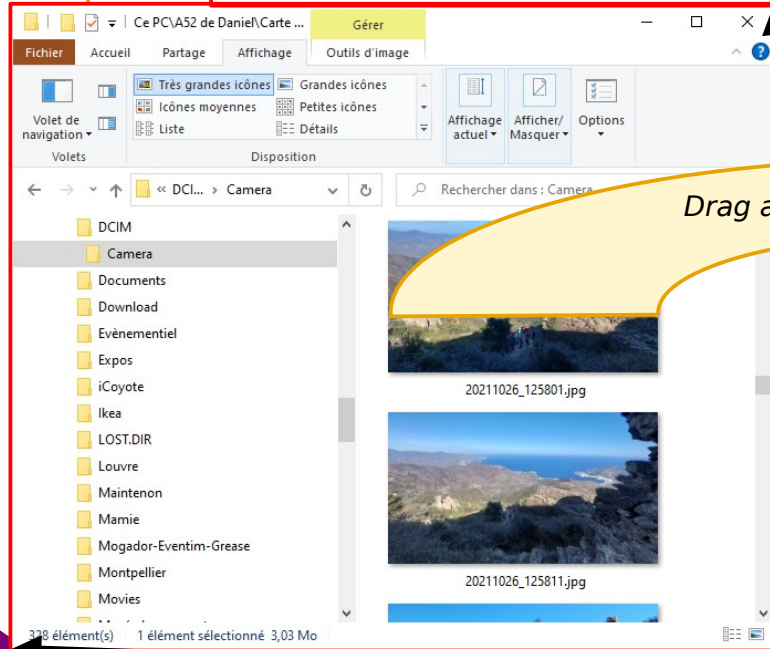 Ce PC\A52 de Daniel\Carte ...
Gérer
Fichier Accueil Partage Affichage Outils d'image
Très grandes icônes Grandes icônes
Icônes moyennes Petites icônes
Liste Détails
Volet de navigation
Affichage actuel
Afficher/ Masquer
Options
Volets Disposition
« DCI... › Camera
Rechercher dans : Camera
Drag a
DCIM
Camera
Documents
Download
Evènementiel
Expos
iCoyote
Ikea
LOST.DIR
Louvre
Maintenon
Mamie
Mogador-Eventim-Grease
Montpellier
Movies
20211026_125801.jpg
20211026_125811.jpg
328 élément(s) 1 élément sélectionné 3,03 Mo